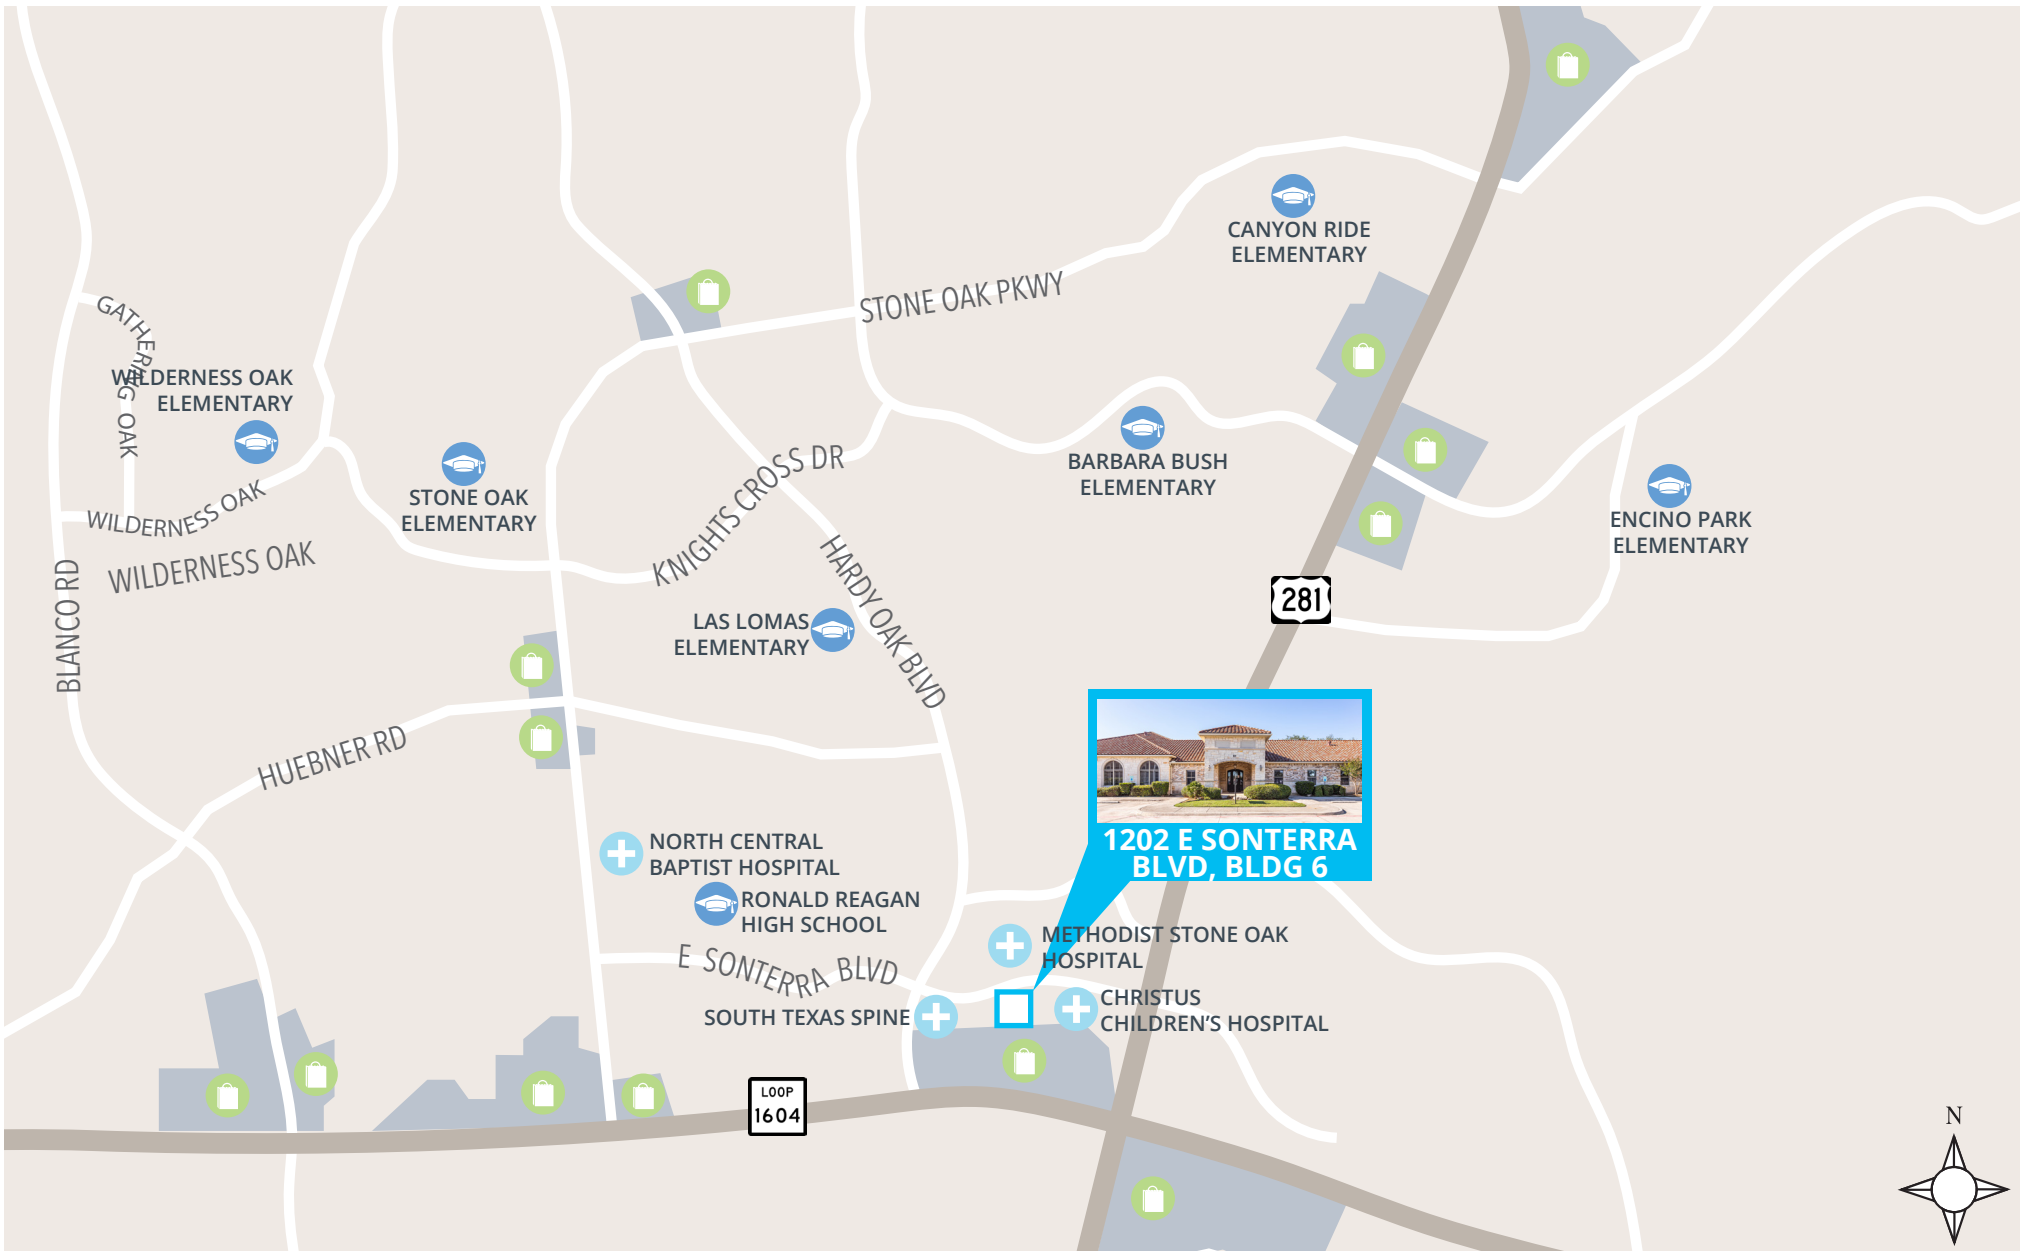 CANYON RIDE
ELEMENTARY
STONE OAK PKWY
GATHERING OAK
WILDERNESS OAK
ELEMENTARY
STONE OAK
ELEMENTARY
KNIGHTS CROSS DR
BARBARA BUSH
ELEMENTARY
ENCINO PARK
ELEMENTARY
WILDERNESS OAK
WILDERNESS OAK
BLANCO RD
HARDY OAK BLVD
281
LAS LOMAS
ELEMENTARY
HUEBNER RD
1202 E SONTERRA
BLVD, BLDG 6
NORTH CENTRAL
BAPTIST HOSPITAL
RONALD REAGAN
HIGH SCHOOL
E SONTERRA BLVD
METHODIST STONE OAK
HOSPITAL
SOUTH TEXAS SPINE
CHRISTUS
CHILDREN'S HOSPITAL
LOOP
1604
N